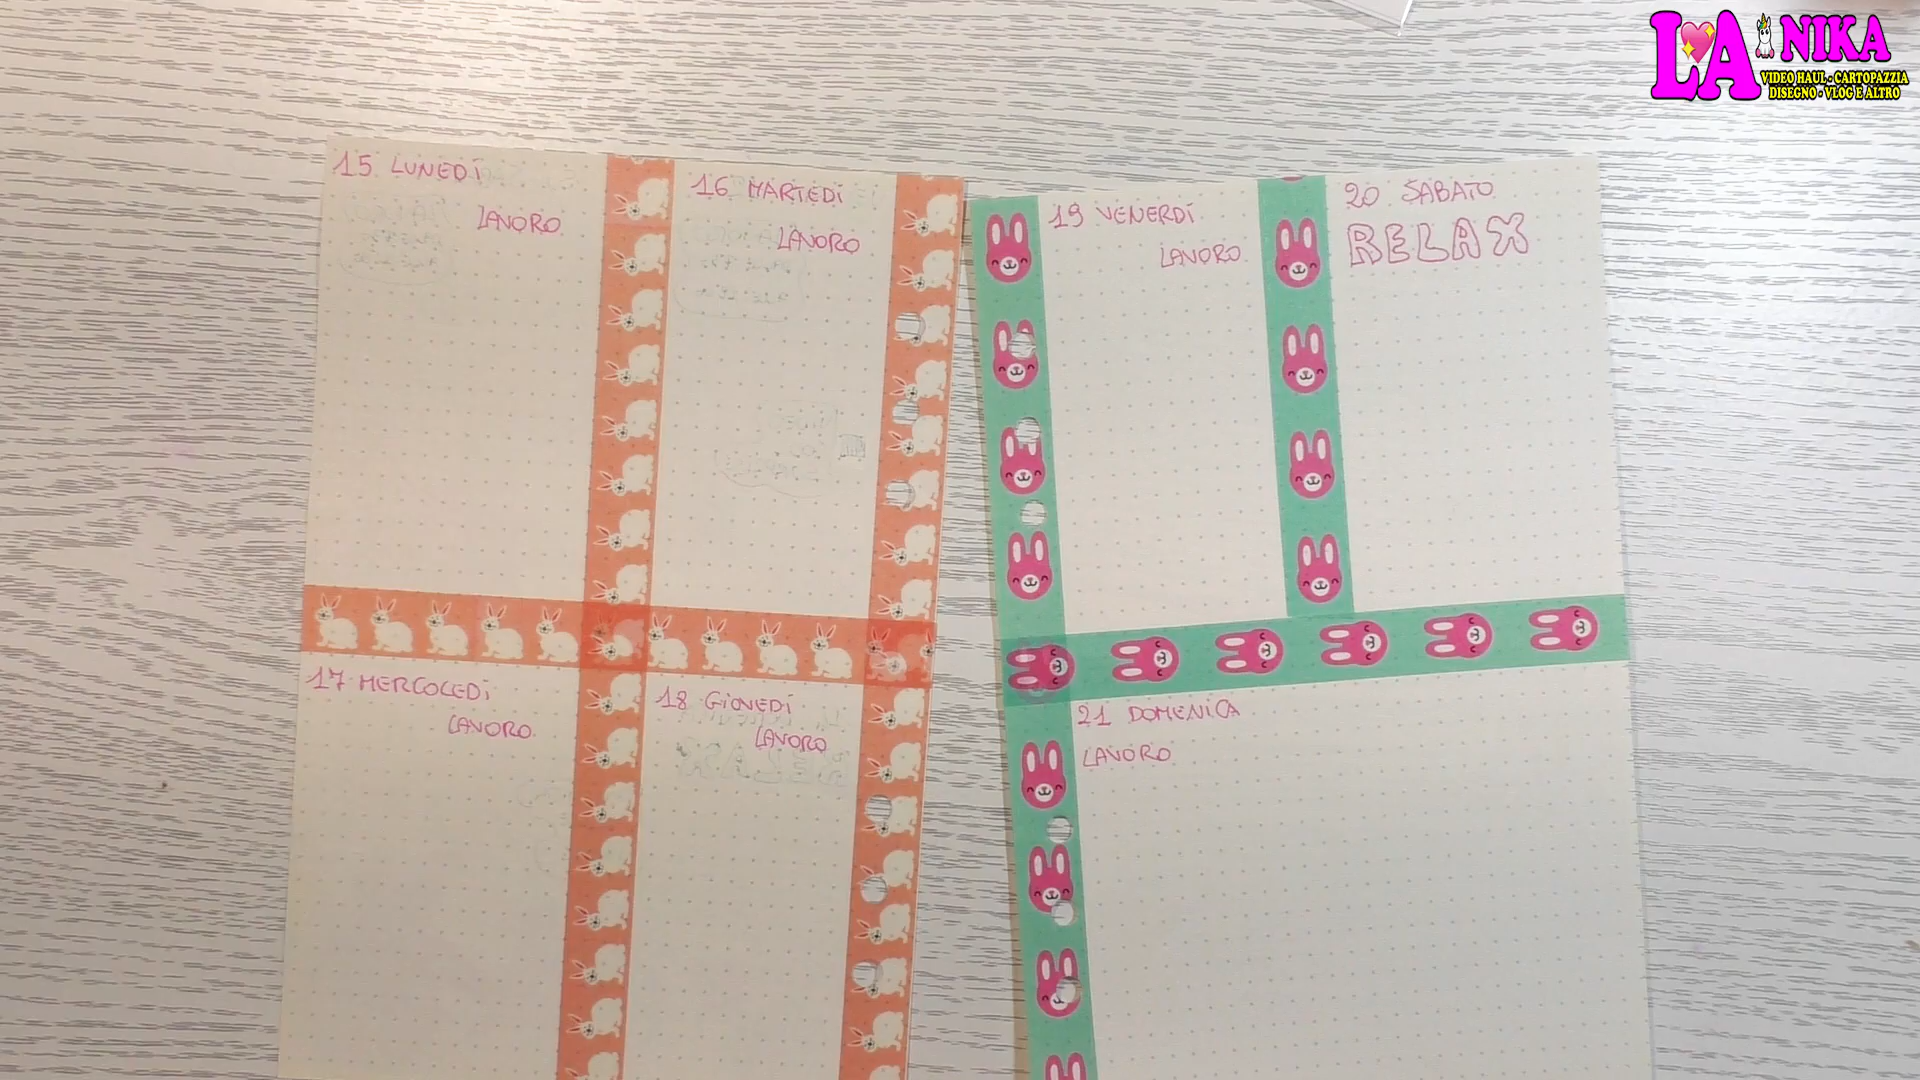 LA NIKA
VIDEO HAUL - CARTOPAZZIA
DISEGNO - VLOG E ALTRO
15 LUNEDÌ
LAVORO
16 MARTEDÌ
LAVORO
17 MERCOLEDÌ
LAVORO
18 GIOVEDÌ
LAVORO
19 VENERDÌ
LAVORO
20 SABATO
RELAX
21 DOMENICA
LAVORO